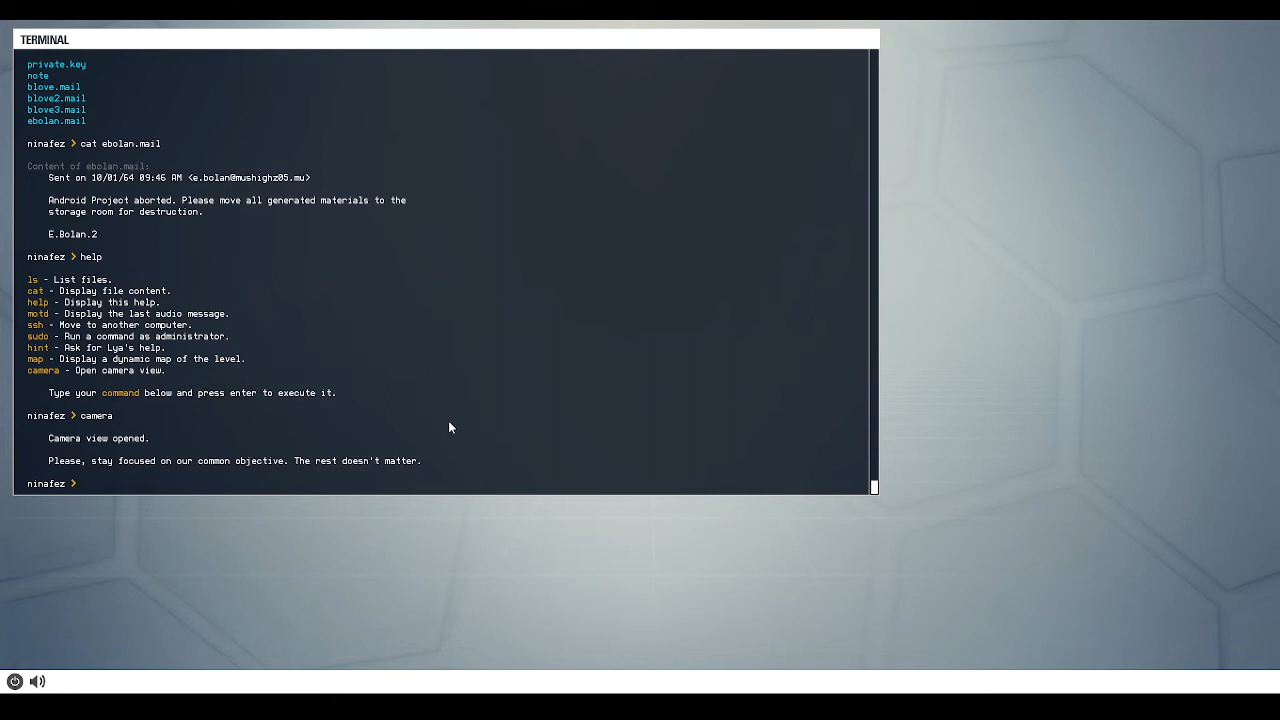 TERMINAL
private.key
note
blove.mail
blove2.mail
blove3.mail
ebolan.mail
ninafez > cat ebolan.mail
Content of ebolan.mail:
Sent on 10/01/64 09:46 AM <e.bolan@mushighz05.mu>
Android Project aborted. Please move all generated materials to the
storage room for destruction.
E.Bolan.2
ninafez > help
ls - List files.
cat - Display file content.
help - Display this help.
motd - Display the last audio message.
ssh - Move to another computer.
sudo - Run a command as administrator.
hint - Ask for Lya's help.
map - Display a dynamic map of the level.
camera - Open camera view.
Type your command below and press enter to execute it.
ninafez > camera
Camera view opened.
Please, stay focused on our common objective. The rest doesn't matter.
ninafez >